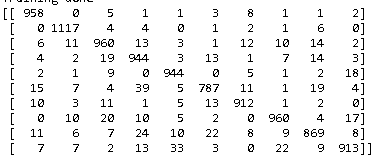 Training done
[[ 958 0 5 1 1 3 8 1 1 2]
[ 0 1117 4 4 0 1 2 1 6 0]
[ 6 11 960 13 3 1 12 10 14 2]
[ 4 2 19 944 3 13 1 7 14 3]
[ 2 1 9 0 944 0 5 1 2 18]
[ 15 7 4 39 5 787 11 1 19 4]
[ 10 3 11 1 5 13 912 1 2 0]
[ 0 10 20 10 5 2 0 960 4 17]
[ 11 6 7 24 10 22 8 9 869 8]
[ 7 7 2 13 33 3 0 22 9 913]]